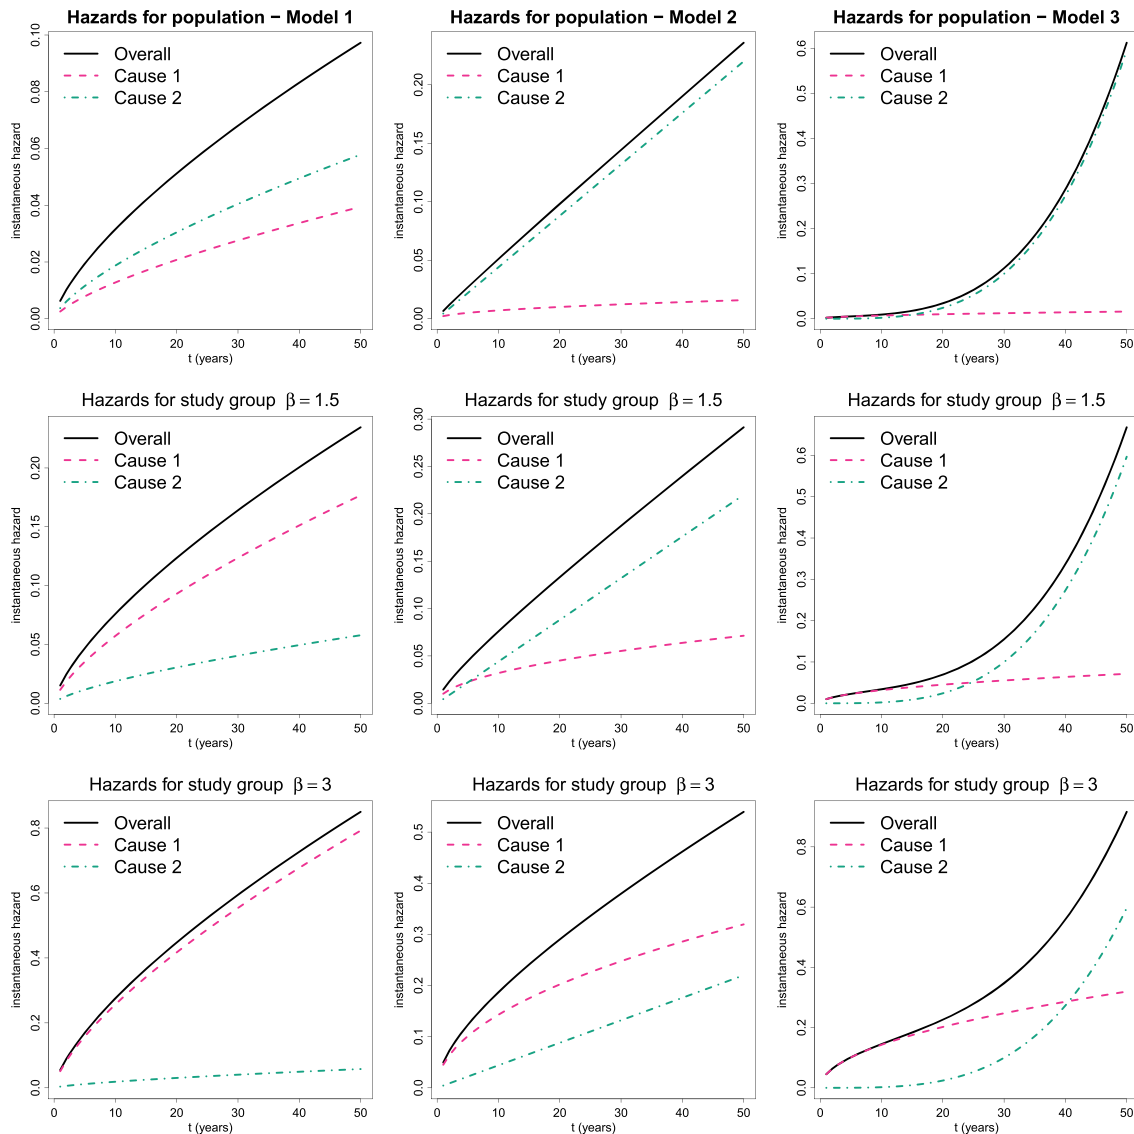 Hazards for population − Model 1
Overall
Cause 1
Cause 2
instantaneous hazard
0.00 0.02 0.04 0.06 0.08 0.10
0 10 20 30 40 50
t (years)
Hazards for population − Model 2
Overall
Cause 1
Cause 2
instantaneous hazard
0.00 0.05 0.10 0.15 0.20
0 10 20 30 40 50
t (years)
Hazards for population − Model 3
Overall
Cause 1
Cause 2
instantaneous hazard
0.0 0.1 0.2 0.3 0.4 0.5 0.6
0 10 20 30 40 50
t (years)
Hazards for study group β = 1.5
Overall
Cause 1
Cause 2
instantaneous hazard
0.00 0.05 0.10 0.15 0.20
0 10 20 30 40 50
t (years)
Hazards for study group β = 1.5
Overall
Cause 1
Cause 2
instantaneous hazard
0.00 0.05 0.10 0.15 0.20 0.25 0.30
0 10 20 30 40 50
t (years)
Hazards for study group β = 1.5
Overall
Cause 1
Cause 2
instantaneous hazard
0.0 0.1 0.2 0.3 0.4 0.5 0.6
0 10 20 30 40 50
t (years)
Hazards for study group β = 3
Overall
Cause 1
Cause 2
instantaneous hazard
0.0 0.2 0.4 0.6 0.8
0 10 20 30 40 50
t (years)
Hazards for study group β = 3
Overall
Cause 1
Cause 2
instantaneous hazard
0.0 0.1 0.2 0.3 0.4 0.5
0 10 20 30 40 50
t (years)
Hazards for study group β = 3
Overall
Cause 1
Cause 2
instantaneous hazard
0.0 0.2 0.4 0.6 0.8
0 10 20 30 40 50
t (years)